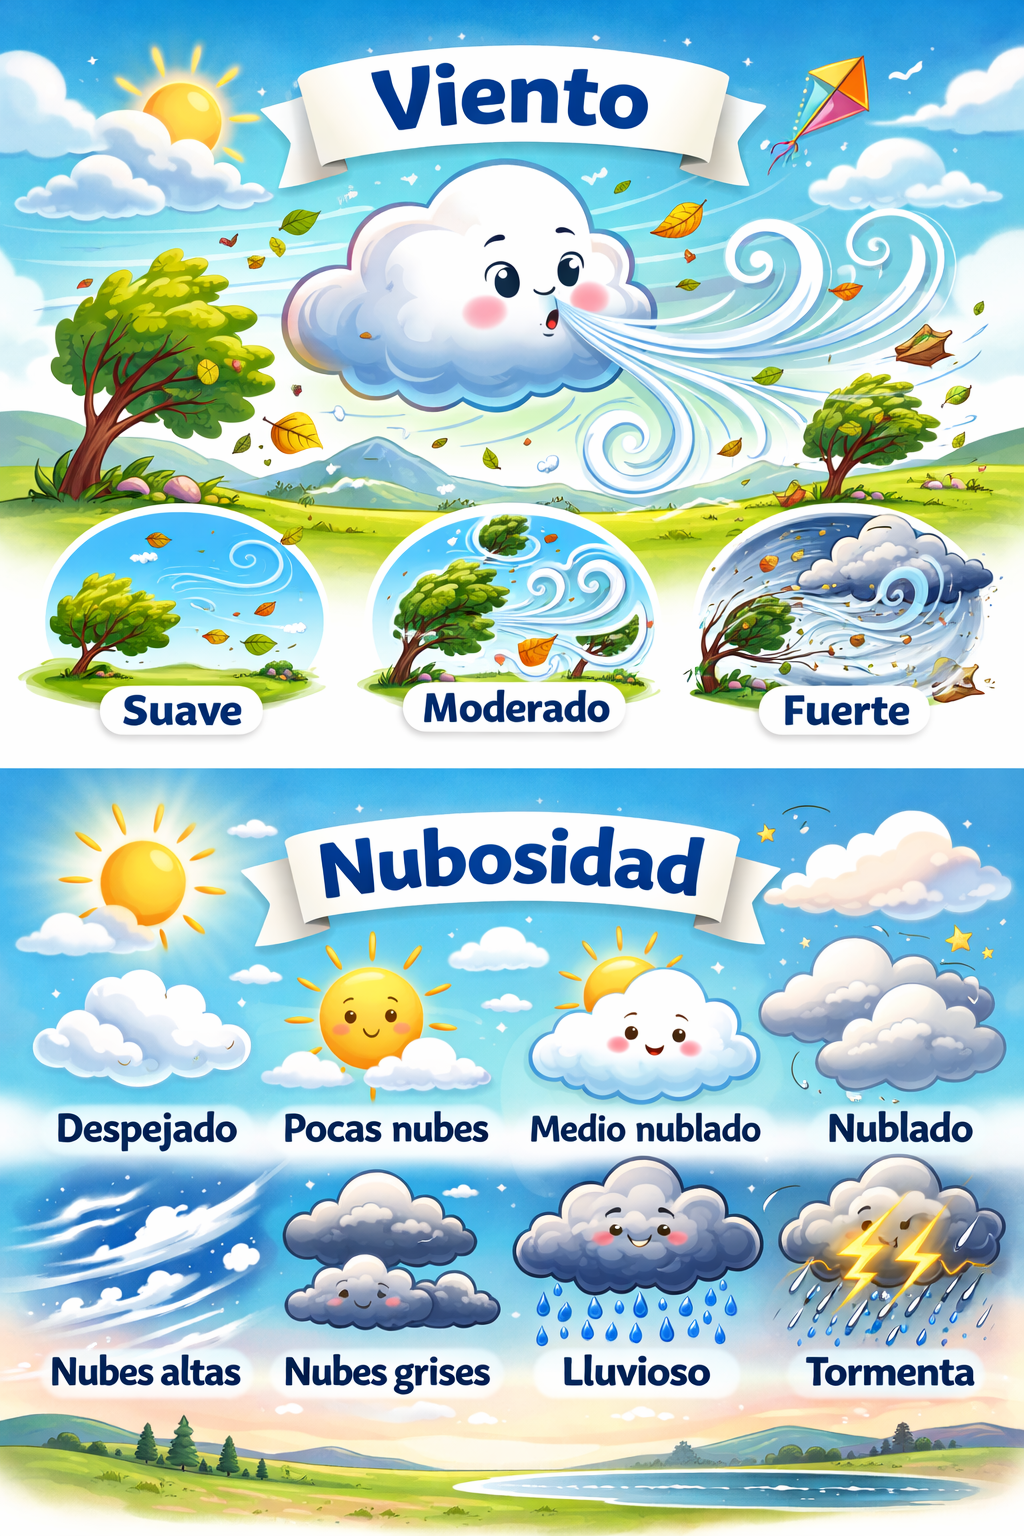 Viento
Suave
Moderado
Fuerte
Nubosidad
Despejado
Pocas nubes
Medio nublado
Nublado
Nubes altas
Nubes grises
Lluvioso
Tormenta